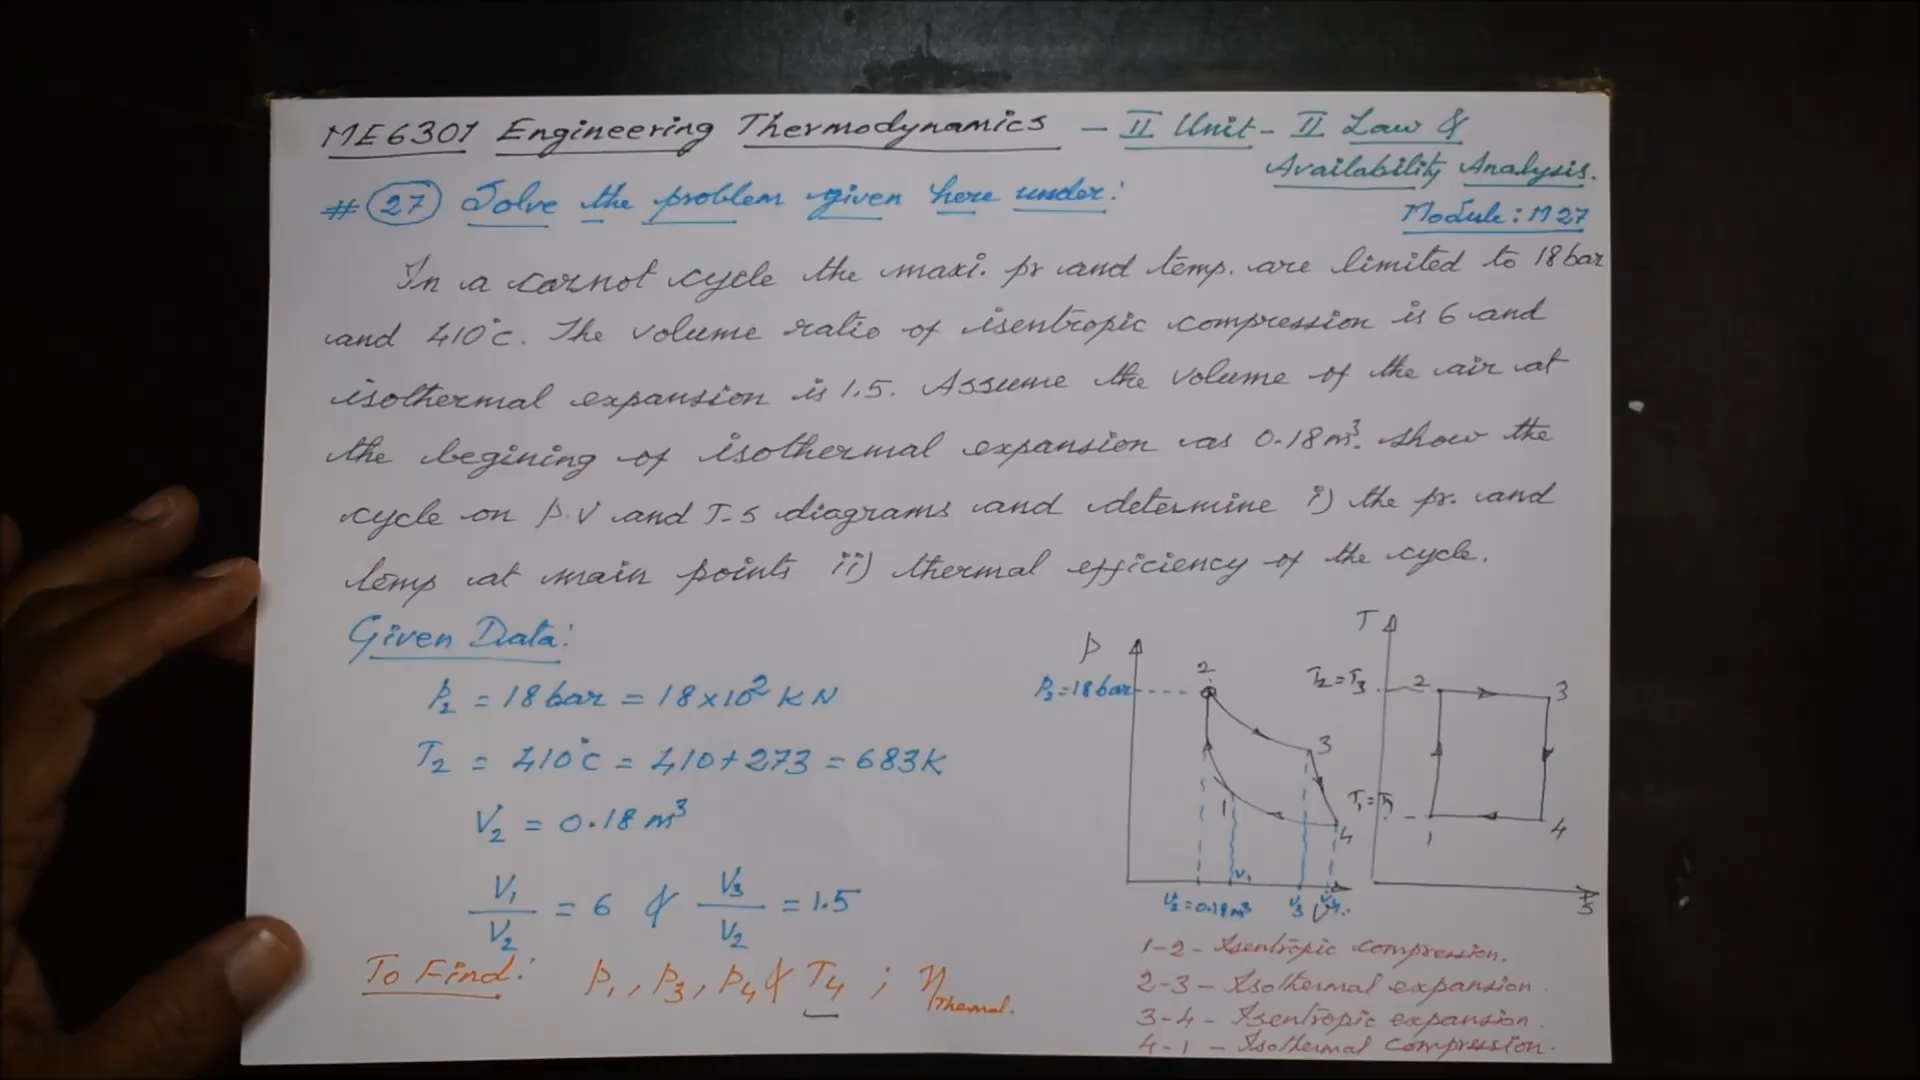 ME6301 Engineering Thermodynamics – II Unit - II Law &
Availability Analysis.
# 27 Solve the problem given here under:
Module: M27
In a carnot cycle the maxi. pr and temp. are limited to 18 bar
and 410°c. The volume ratio of isentropic compression is 6 and
isothermal expansion is 1.5. Assume the volume of the air at
the begining of isothermal expansion as 0.18m³. show the
cycle on p.V and T-s diagrams and determine i) the pr. and
temp at main points ii) thermal efficiency of the cycle.
Given Data:
P₂ = 18 bar = 18×10² KN
T₂ = 410°c = 410+273 = 683K
V₂ = 0.18 m³
V₁/V₂ = 6 & V₃/V₂ = 1.5
To Find: P₁, P₃, P₄ & T₄ ; ηThermal.
P
2
P₂=18bar
3
1
4
V₁
V₂=0.18m³
V₃
V₄
T
T₂=T₃
2
3
1
4
S
1-2 - Isentropic compression.
2-3 - Isothermal expansion.
3-4 - Isentropic expansion.
4-1 - Isothermal compression.